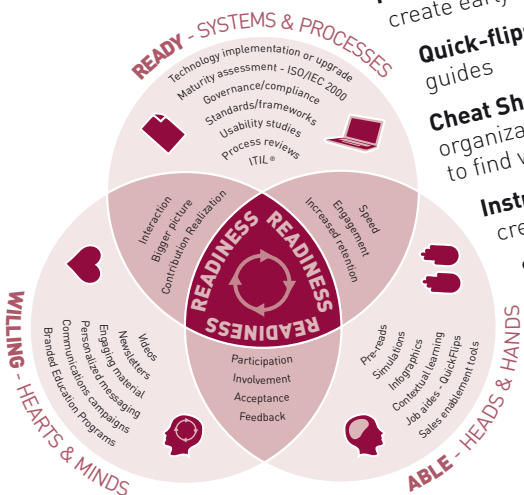 READY - SYSTEMS & PROCESSES
Technology implementation or upgrade
Maturity assessment - ISO/IEC 2000
Governance/compliance
Standards/frameworks
Usability studies
Process reviews
ITIL®
Interaction
Bigger picture
Contribution Realization
Speed
Engagement
Increased retention
READINESS
READINESS
READINESS
WILLING - HEARTS & MINDS
Videos
Newsletters
Engaging material
Personalized messaging
Communications campaigns
Branded Education Programs
Participation
Involvement
Acceptance
Feedback
Pre-reads
Simulations
Infographics
Contextual learning
Job aides - QuickFlips
Sales enablement tools
ABLE - HEADS & HANDS
create early
Quick-flips
guides
Cheat Sh
organiza
to find
Instr
cre